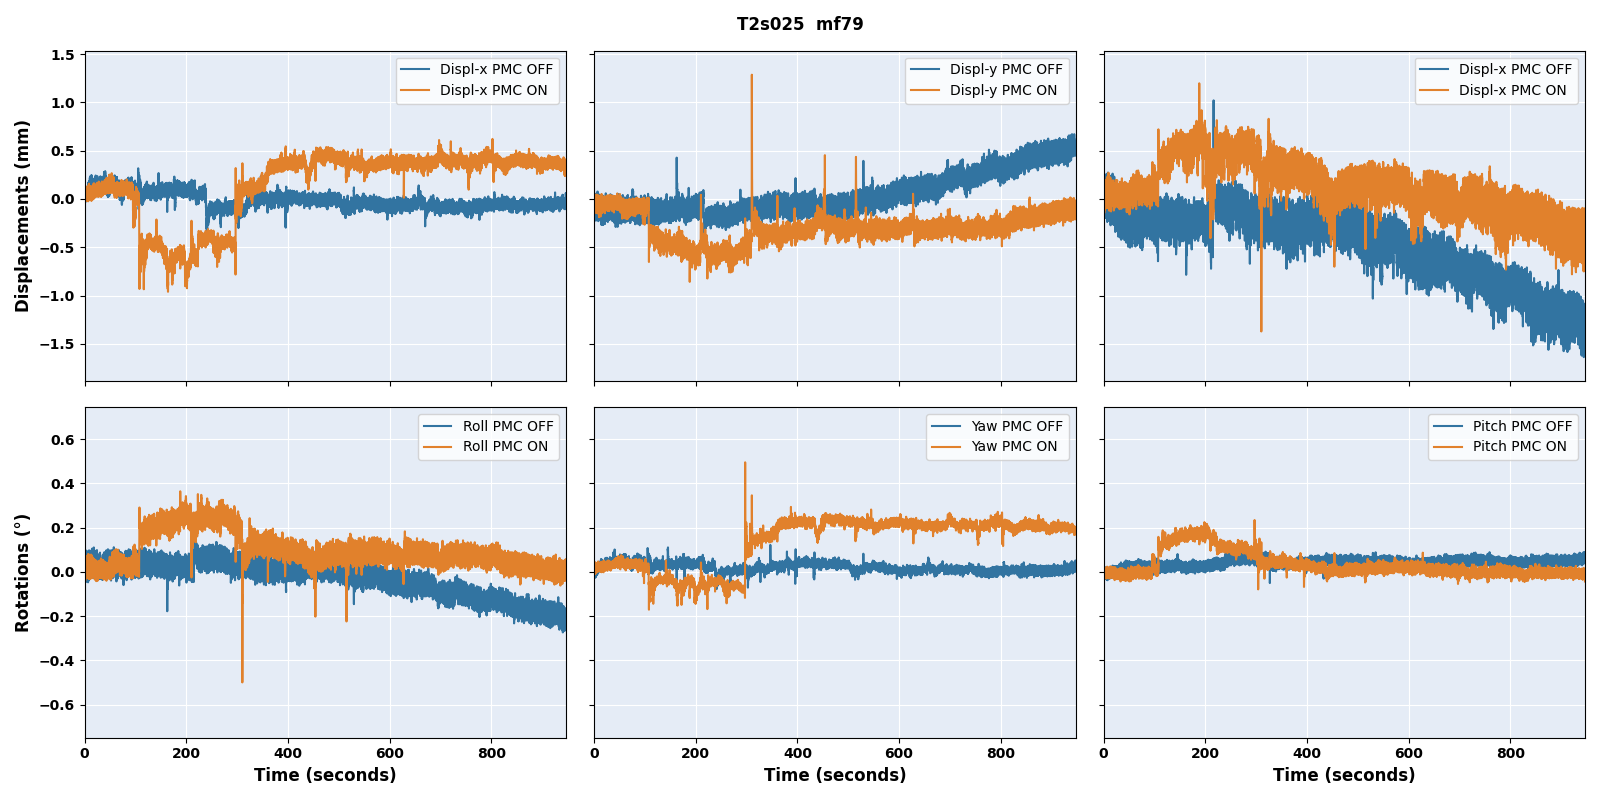 T2s025  mf79
Displ-x PMC OFF
Displ-x PMC ON
Displ-y PMC OFF
Displ-y PMC ON
Displ-x PMC OFF
Displ-x PMC ON
Displacements (mm)
1.5
1.0
0.5
0.0
−0.5
−1.0
−1.5
Roll PMC OFF
Roll PMC ON
Yaw PMC OFF
Yaw PMC ON
Pitch PMC OFF
Pitch PMC ON
Rotations (°)
0.6
0.4
0.2
0.0
−0.2
−0.4
−0.6
0 200 400 600 800
0 200 400 600 800
0 200 400 600 800
Time (seconds)
Time (seconds)
Time (seconds)